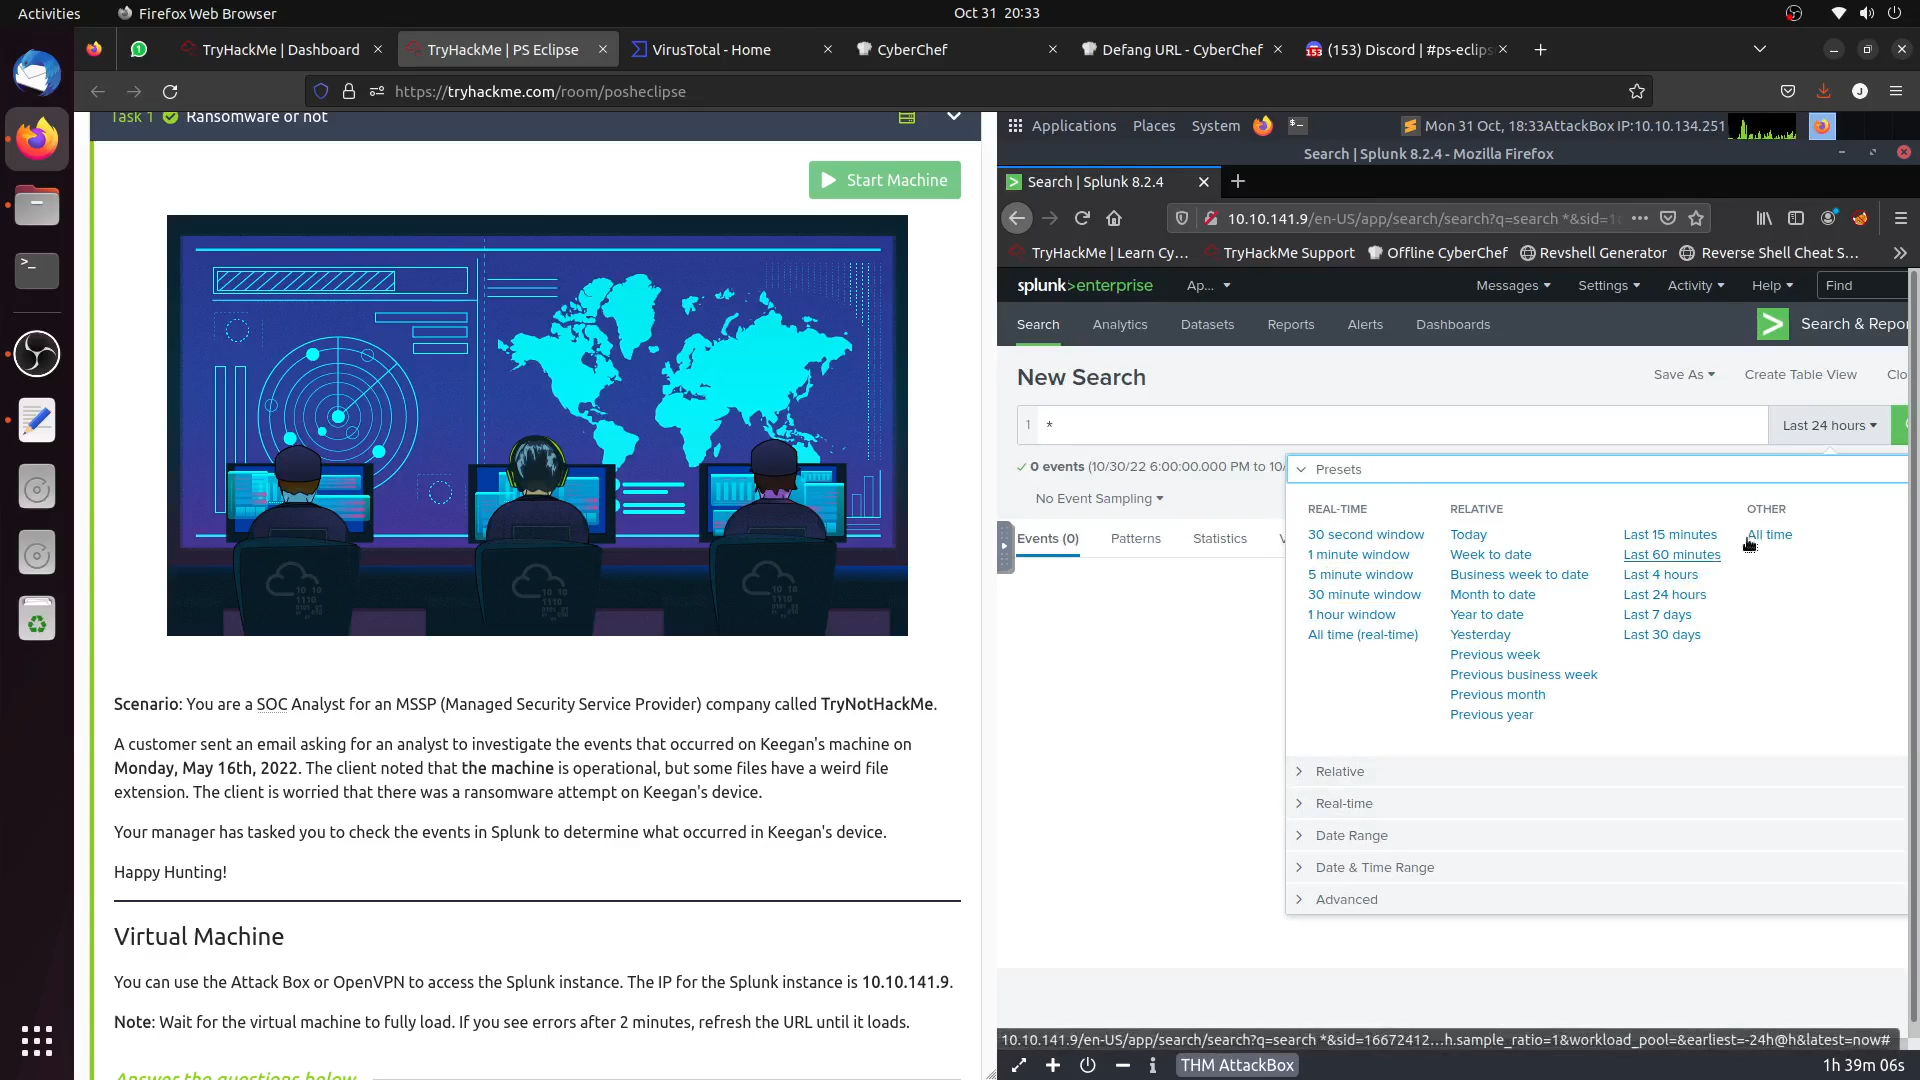 Activities
Firefox Web Browser
Oct 31  20:33
TryHackMe | Dashboard
TryHackMe | PS Eclipse
VirusTotal - Home
CyberChef
Defang URL - CyberChef
(153) Discord | #ps-eclips
https://tryhackme.com/room/posheclipse
Task 1
Ransomware or not
Start Machine
Scenario: You are a SOC Analyst for an MSSP (Managed Security Service Provider) company called TryNotHackMe.
A customer sent an email asking for an analyst to investigate the events that occurred on Keegan's machine on
Monday, May 16th, 2022. The client noted that the machine is operational, but some files have a weird file
extension. The client is worried that there was a ransomware attempt on Keegan's device.
Your manager has tasked you to check the events in Splunk to determine what occurred in Keegan's device.
Happy Hunting!
Virtual Machine
You can use the Attack Box or OpenVPN to access the Splunk instance. The IP for the Splunk instance is 10.10.141.9.
Note: Wait for the virtual machine to fully load. If you see errors after 2 minutes, refresh the URL until it loads.
Answer the questions below
Applications
Places
System
Mon 31 Oct, 18:33
AttackBox IP:10.10.134.251
Search | Splunk 8.2.4 - Mozilla Firefox
Search | Splunk 8.2.4
10.10.141.9/en-US/app/search/search?q=search *&sid=1
TryHackMe | Learn Cy…
TryHackMe Support
Offline CyberChef
Revshell Generator
Reverse Shell Cheat S…
splunk>enterprise
Ap...
Messages
Settings
Activity
Help
Find
Search
Analytics
Datasets
Reports
Alerts
Dashboards
Search & Repor
New Search
Save As
Create Table View
Clo
1
*
Last 24 hours
0 events (10/30/22 6:00:00.000 PM to 10/
No Event Sampling
Events (0)
Patterns
Statistics
V
Presets
REAL-TIME
30 second window
1 minute window
5 minute window
30 minute window
1 hour window
All time (real-time)
RELATIVE
Today
Week to date
Business week to date
Month to date
Year to date
Yesterday
Previous week
Previous business week
Previous month
Previous year
Last 15 minutes
Last 60 minutes
Last 4 hours
Last 24 hours
Last 7 days
Last 30 days
OTHER
All time
Relative
Real-time
Date Range
Date & Time Range
Advanced
10.10.141.9/en-US/app/search/search?q=search *&sid=16672412…h.sample_ratio=1&workload_pool=&earliest=-24h@h&latest=now#
THM AttackBox
1h 39m 06s